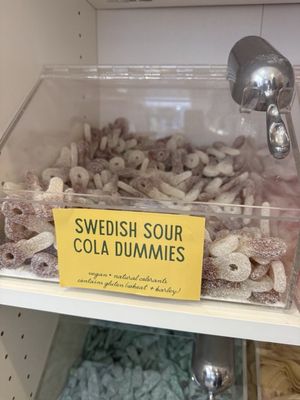 SWEDISH SOUR
COLA DUMMIES
vegan + natural colorants
contains gluten (wheat + barley)